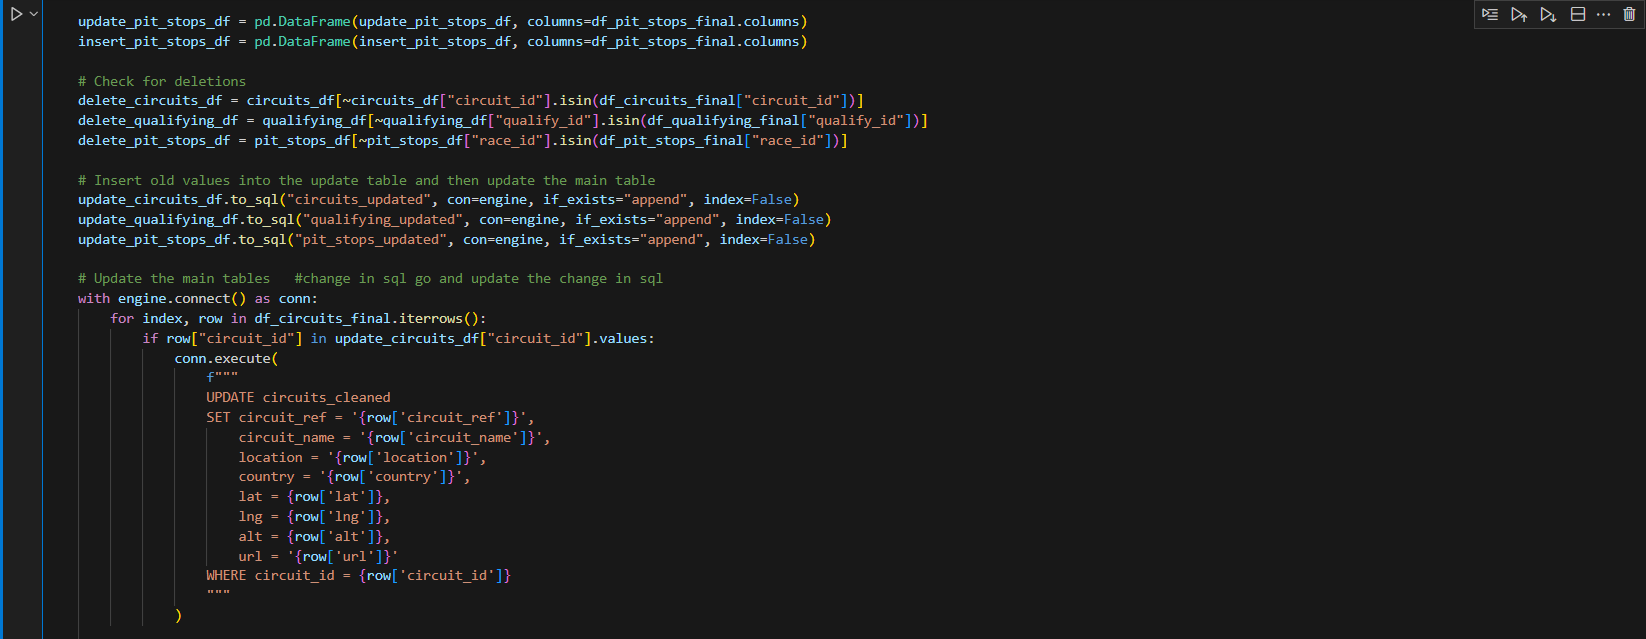 update_pit_stops_df = pd.DataFrame(update_pit_stops_df, columns=df_pit_stops_final.columns)
insert_pit_stops_df = pd.DataFrame(insert_pit_stops_df, columns=df_pit_stops_final.columns)

# Check for deletions
delete_circuits_df = circuits_df[~circuits_df["circuit_id"].isin(df_circuits_final["circuit_id"])]
delete_qualifying_df = qualifying_df[~qualifying_df["qualify_id"].isin(df_qualifying_final["qualify_id"])]
delete_pit_stops_df = pit_stops_df[~pit_stops_df["race_id"].isin(df_pit_stops_final["race_id"])]

# Insert old values into the update table and then update the main table
update_circuits_df.to_sql("circuits_updated", con=engine, if_exists="append", index=False)
update_qualifying_df.to_sql("qualifying_updated", con=engine, if_exists="append", index=False)
update_pit_stops_df.to_sql("pit_stops_updated", con=engine, if_exists="append", index=False)

# Update the main tables   #change in sql go and update the change in sql
with engine.connect() as conn:
    for index, row in df_circuits_final.iterrows():
        if row["circuit_id"] in update_circuits_df["circuit_id"].values:
            conn.execute(
                f"""
                UPDATE circuits_cleaned
                SET circuit_ref = '{row['circuit_ref']}',
                    circuit_name = '{row['circuit_name']}',
                    location = '{row['location']}',
                    country = '{row['country']}',
                    lat = {row['lat']},
                    lng = {row['lng']},
                    alt = {row['alt']},
                    url = '{row['url']}'
                WHERE circuit_id = {row['circuit_id']}
                """
            )